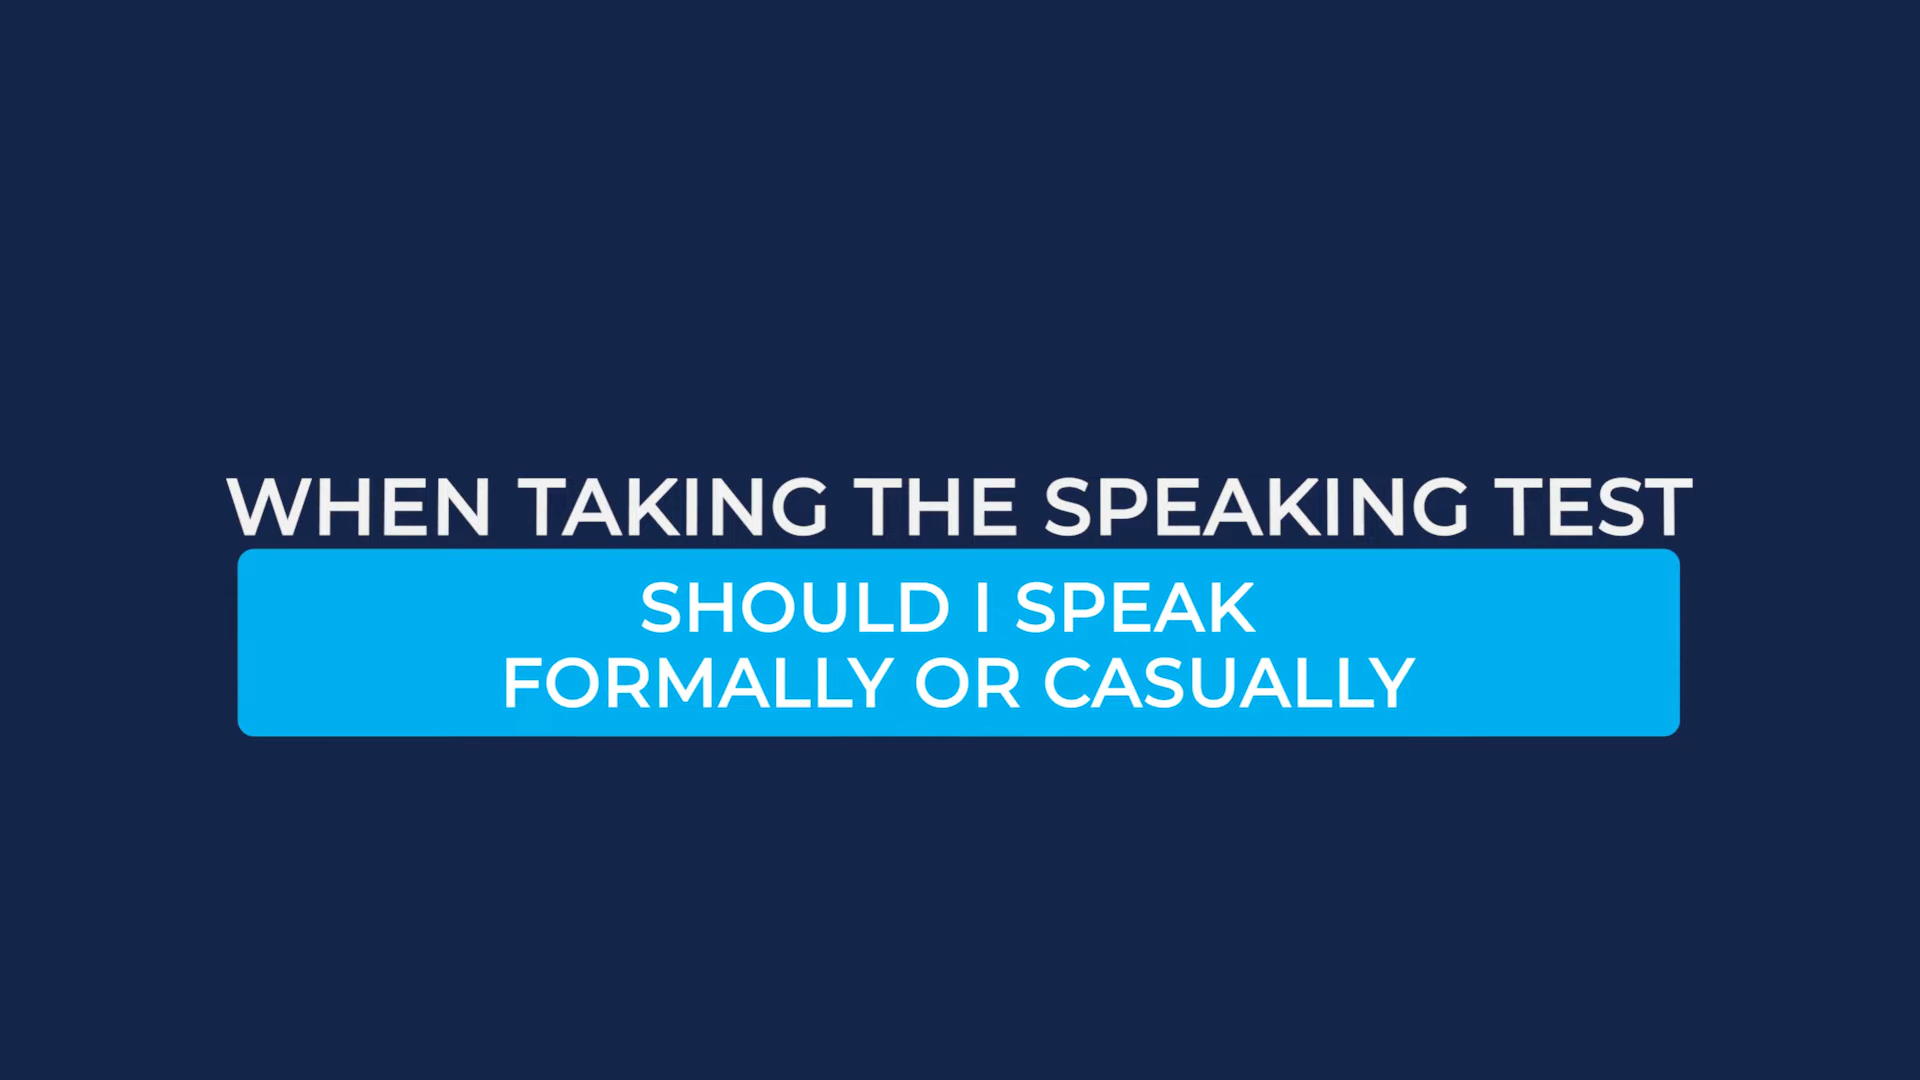 WHEN TAKING THE SPEAKING TEST
SHOULD I SPEAK
FORMALLY OR CASUALLY